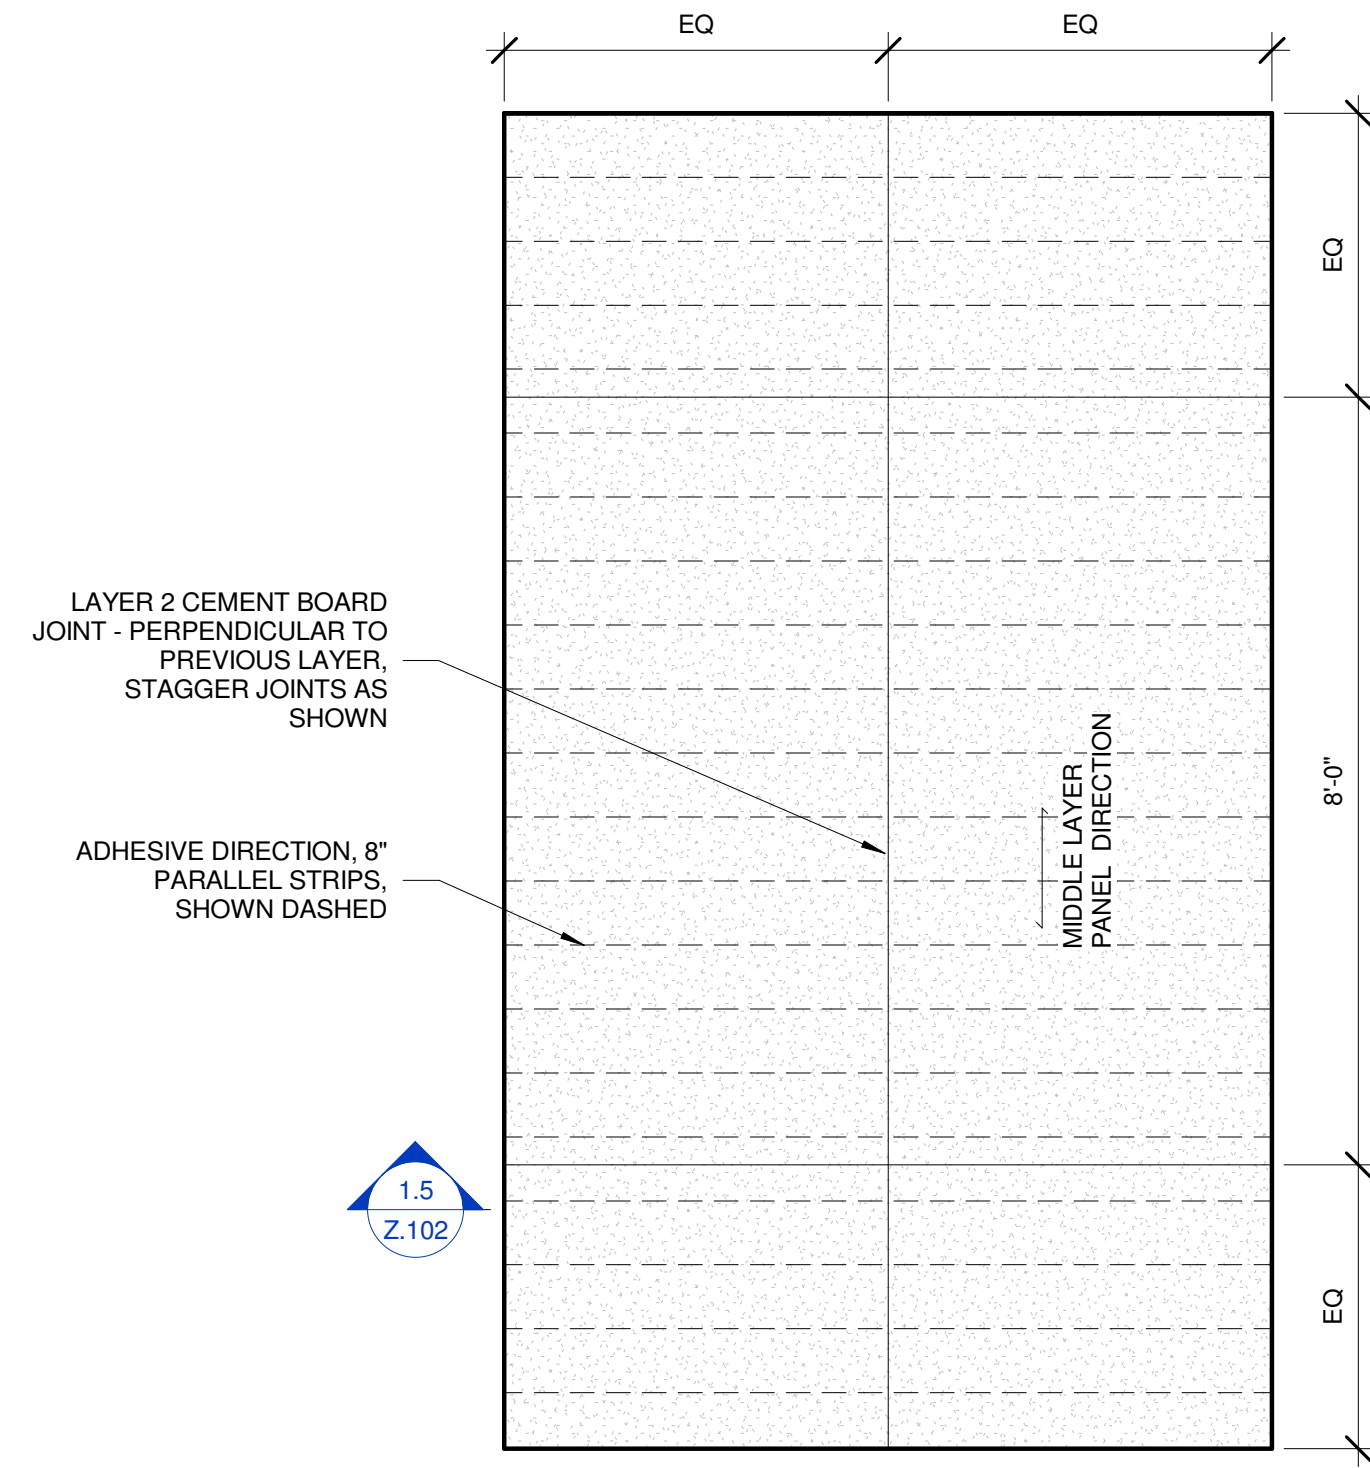 EQ
EQ
EQ
LAYER 2 CEMENT BOARD
JOINT - PERPENDICULAR TO
PREVIOUS LAYER,
STAGGER JOINTS AS
SHOWN
MIDDLE LAYER
PANEL DIRECTION
8'-0"
ADHESIVE DIRECTION, 8"
PARALLEL STRIPS,
SHOWN DASHED
1.5
Z.102
EQ